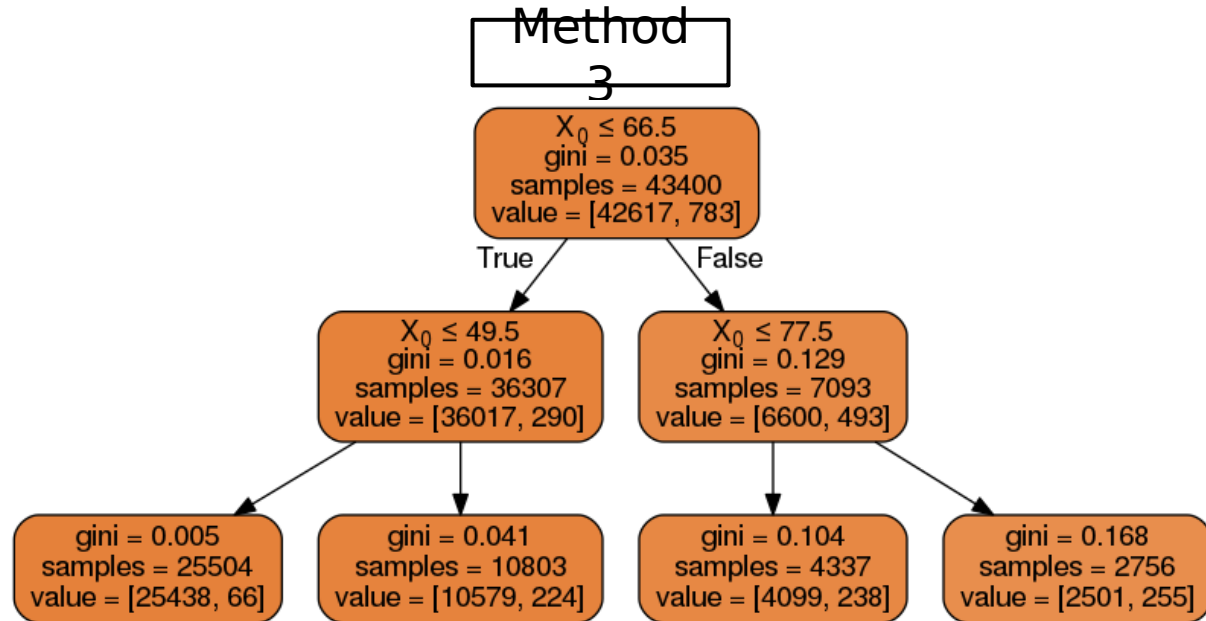 Method
3
X₀ ≤ 66.5
gini = 0.035
samples = 43400
value = [42617, 783]
True
False
X₀ ≤ 49.5
gini = 0.016
samples = 36307
value = [36017, 290]
X₀ ≤ 77.5
gini = 0.129
samples = 7093
value = [6600, 493]
gini = 0.005
samples = 25504
value = [25438, 66]
gini = 0.041
samples = 10803
value = [10579, 224]
gini = 0.104
samples = 4337
value = [4099, 238]
gini = 0.168
samples = 2756
value = [2501, 255]